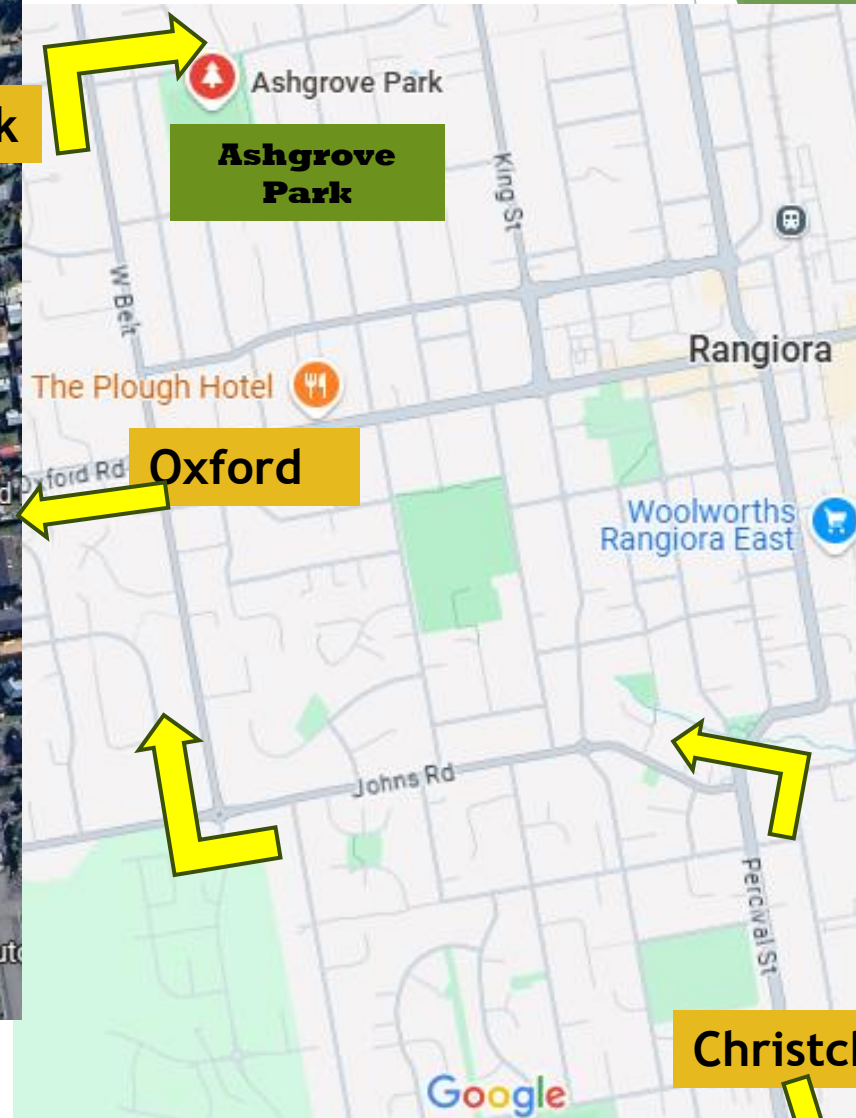 Ashgrove Park
Ashgrove
Park
King St
W Belt
Rangiora
The Plough Hotel
Oxford
Oxford Rd
Woolworths
Rangiora East
Johns Rd
Percival St
Google